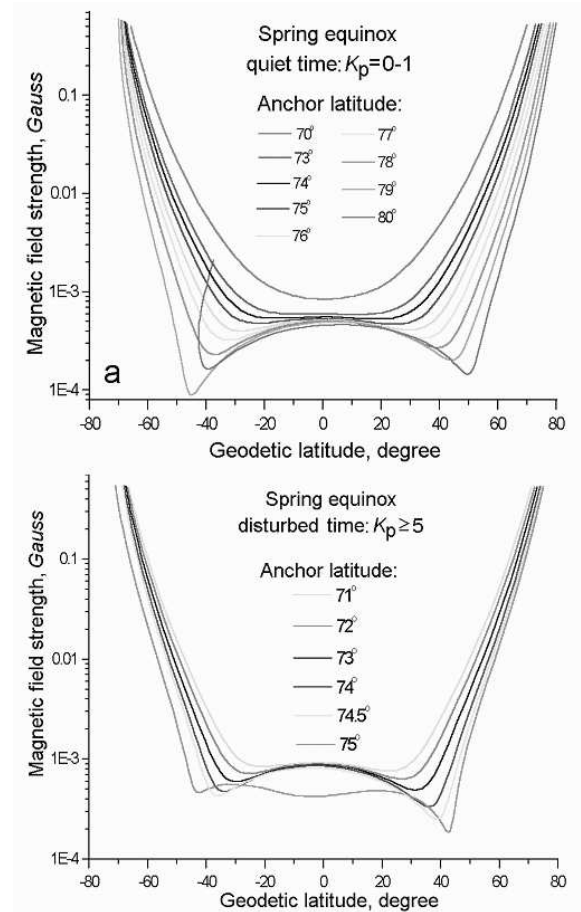 Spring equinox
quiet time: Kp=0-1
Anchor latitude:
70° 77°
73° 78°
74° 79°
75° 80°
76°
Magnetic field strength, Gauss
0.1
0.01
1E-3
1E-4
a
-80 -60 -40 -20 0 20 40 60 80
Geodetic latitude, degree
Spring equinox
disturbed time: Kp≥5
Anchor latitude:
71°
72°
73°
74°
74.5°
75°
Magnetic field strength, Gauss
0.1
0.01
1E-3
1E-4
-80 -60 -40 -20 0 20 40 60 80
Geodetic latitude, degree